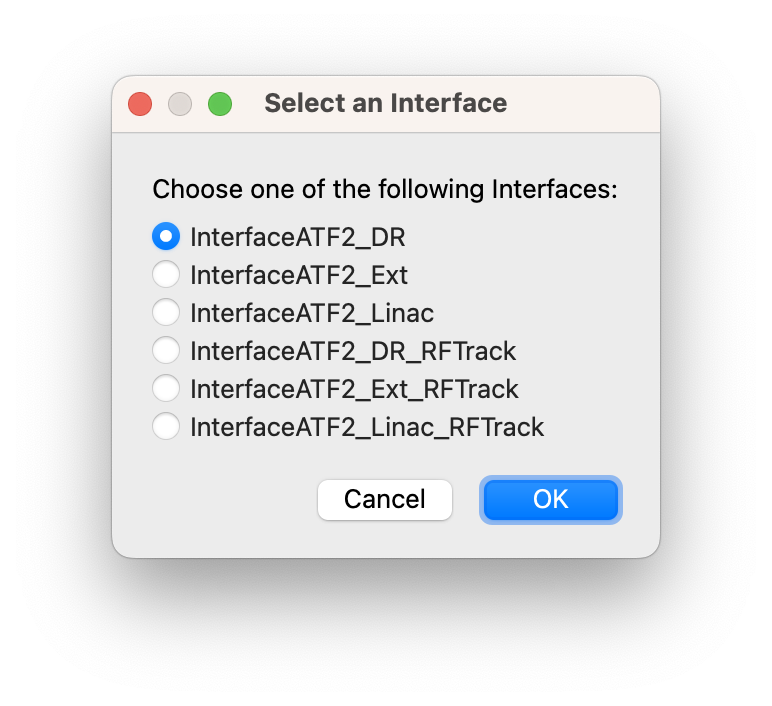 Select an Interface
Choose one of the following Interfaces:
InterfaceATF2_DR
InterfaceATF2_Ext
InterfaceATF2_Linac
InterfaceATF2_DR_RFTrack
InterfaceATF2_Ext_RFTrack
InterfaceATF2_Linac_RFTrack
Cancel OK